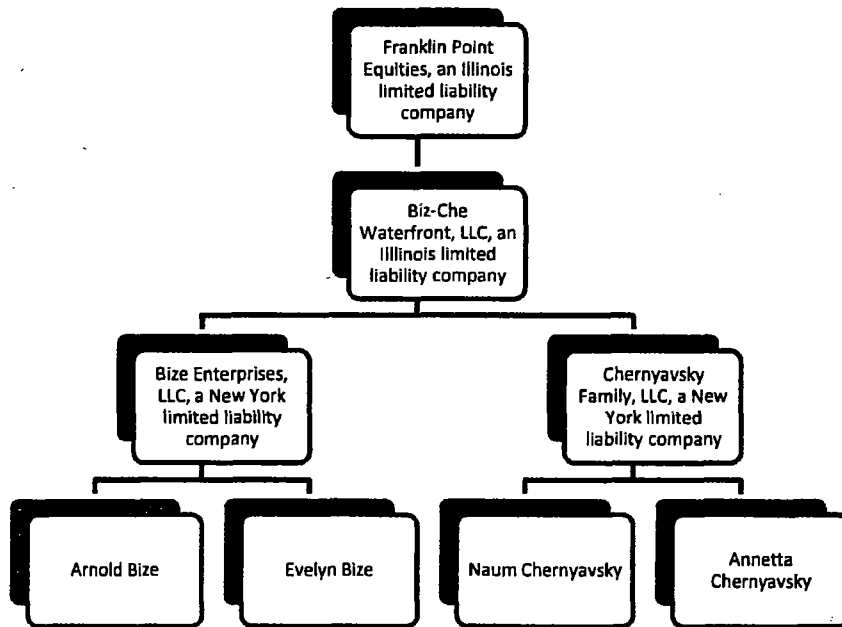 Franklin Point
Equities, an Illinois
limited liability
company
Biz-Che
Waterfront, LLC, an
Illlinois limited
liability company
Bize Enterprises,
LLC, a New York
limited liability
company
Chernyavsky
Family, LLC, a New
York limited
liability company
Arnold Bize
Evelyn Bize
Naum Chernyavsky
Annetta
Chernyavsky